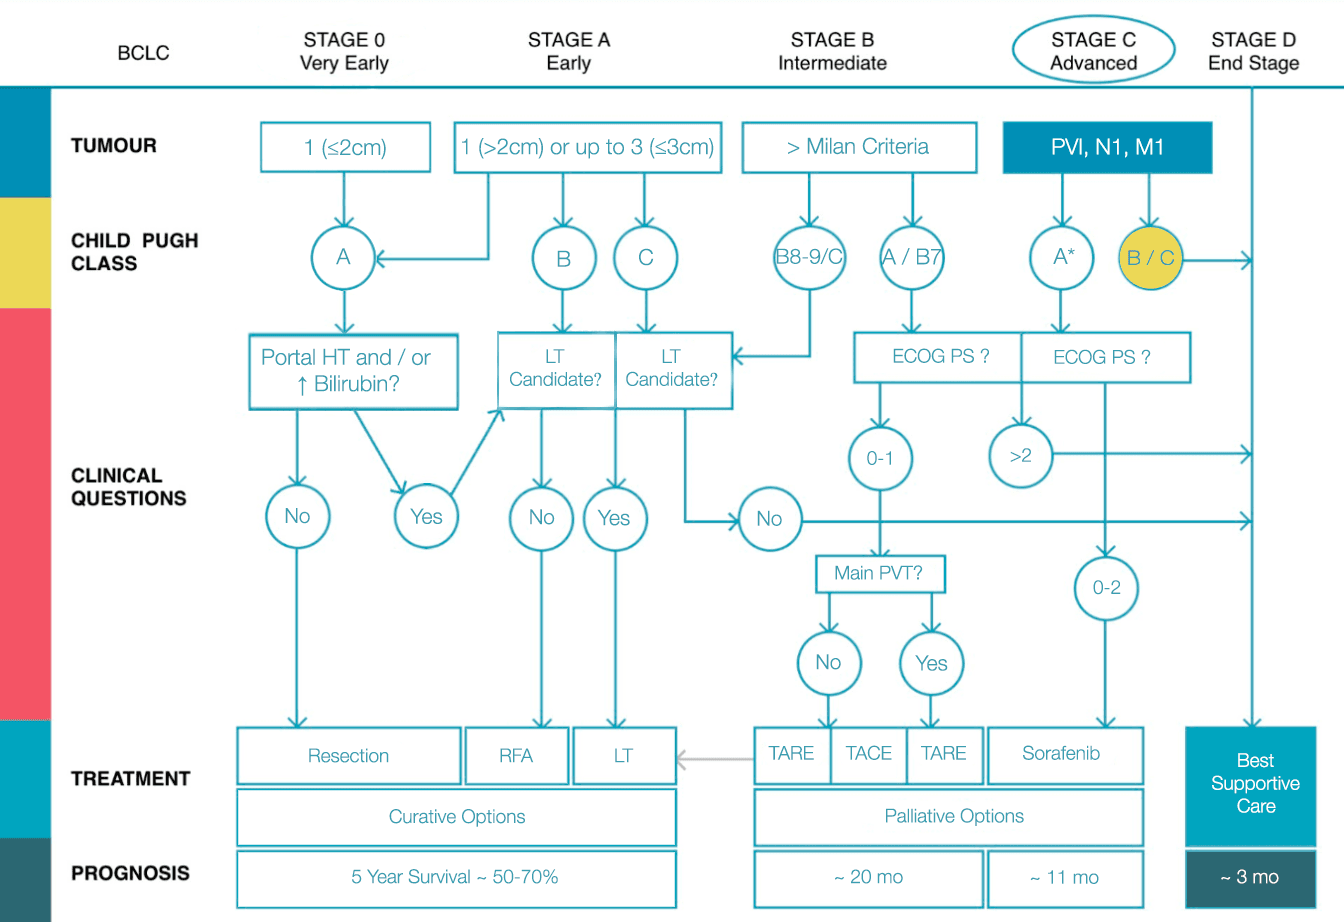 BCLC
STAGE 0
Very Early
STAGE A
Early
STAGE B
Intermediate
STAGE C
Advanced
STAGE D
End Stage
TUMOUR
1 (≤2cm)
1 (>2cm) or up to 3 (≤3cm)
> Milan Criteria
PVI, N1, M1
CHILD PUGH
CLASS
A
B
C
B8-9/C
A / B7
A*
B / C
Portal HT and / or
↑ Bilirubin?
LT
Candidate?
LT
Candidate?
ECOG PS ?
ECOG PS ?
CLINICAL
QUESTIONS
0-1
>2
No
Yes
No
Yes
No
Main PVT?
0-2
No
Yes
TREATMENT
Resection
RFA
LT
TARE
TACE
TARE
Sorafenib
Best
Supportive
Care
Curative Options
Palliative Options
PROGNOSIS
5 Year Survival ~ 50-70%
~ 20 mo
~ 11 mo
~ 3 mo